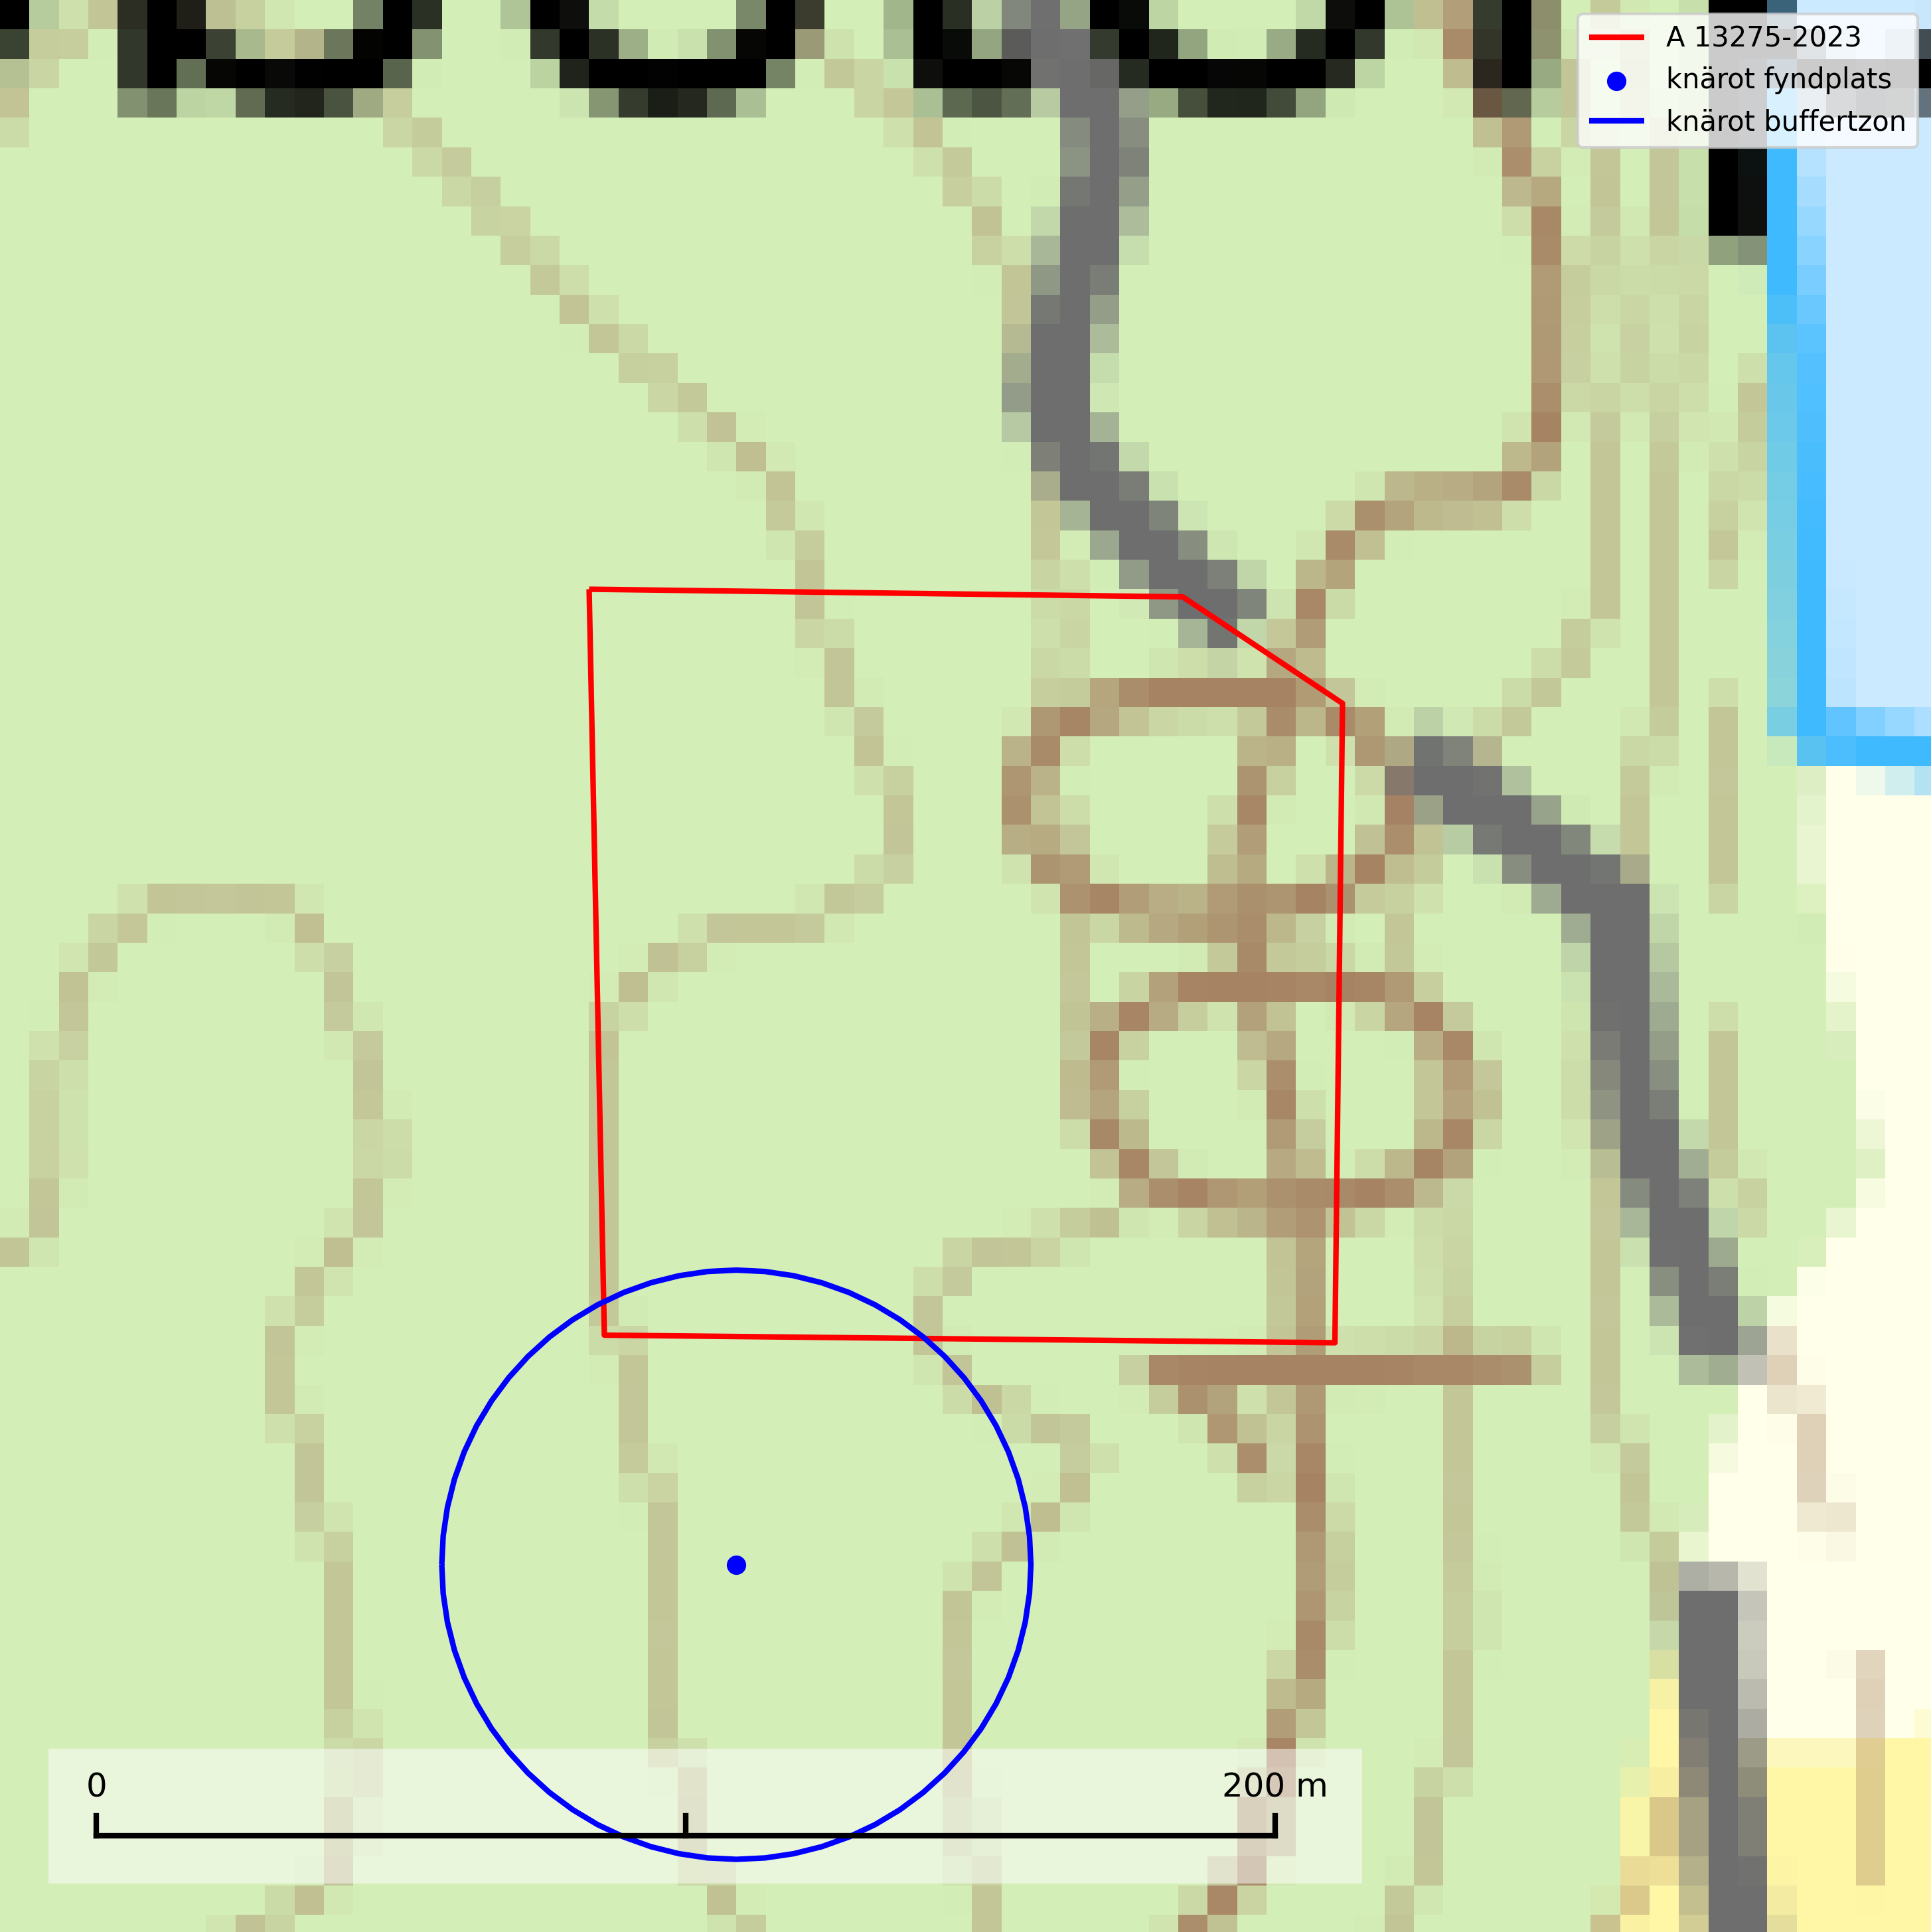 A 13275-2023
knärot fyndplats
knärot buffertzon
0 200 m